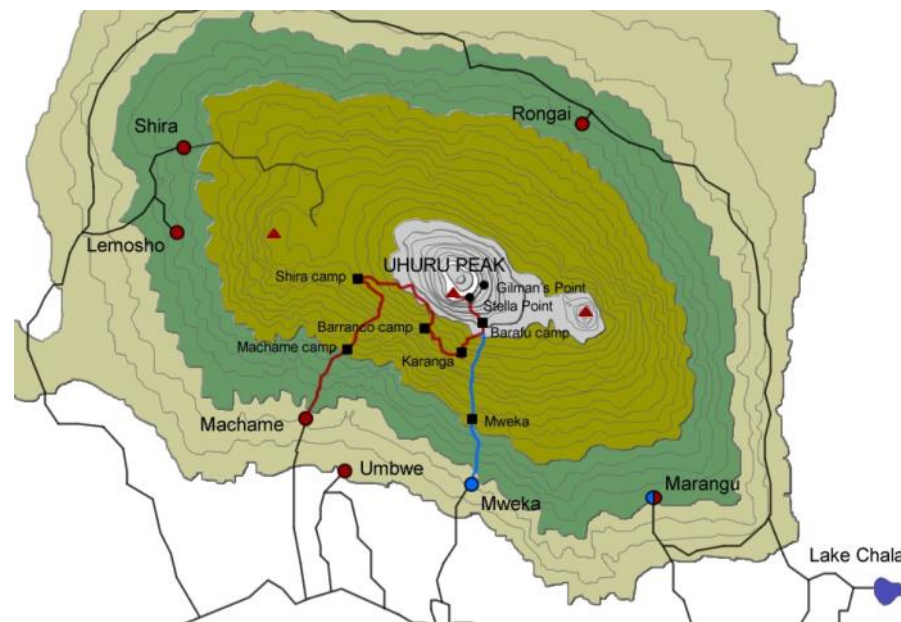 Rongai
Shira
Lemosho
UHURU PEAK
Shira camp
Gilman's Point
Stella Point
Barranco camp
Barafu camp
Machame camp
Karanga
Machame
Mweka
Umbwe
Mweka
Marangu
Lake Chala